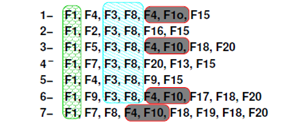 1– F1, F4, F3, F8, F4, F1o, F15
2– F1, F2, F3, F8, F16, F15
3– F1, F5, F3, F8, F4, F10, F18, F20
4– F1, F7, F3, F8, F20, F13, F15
5– F1, F4, F3, F8, F9, F15
6– F1, F9, F3, F8, F4, F10, F17, F18, F20
7– F1, F7, F8, F4, F10, F18, F19, F18, F20